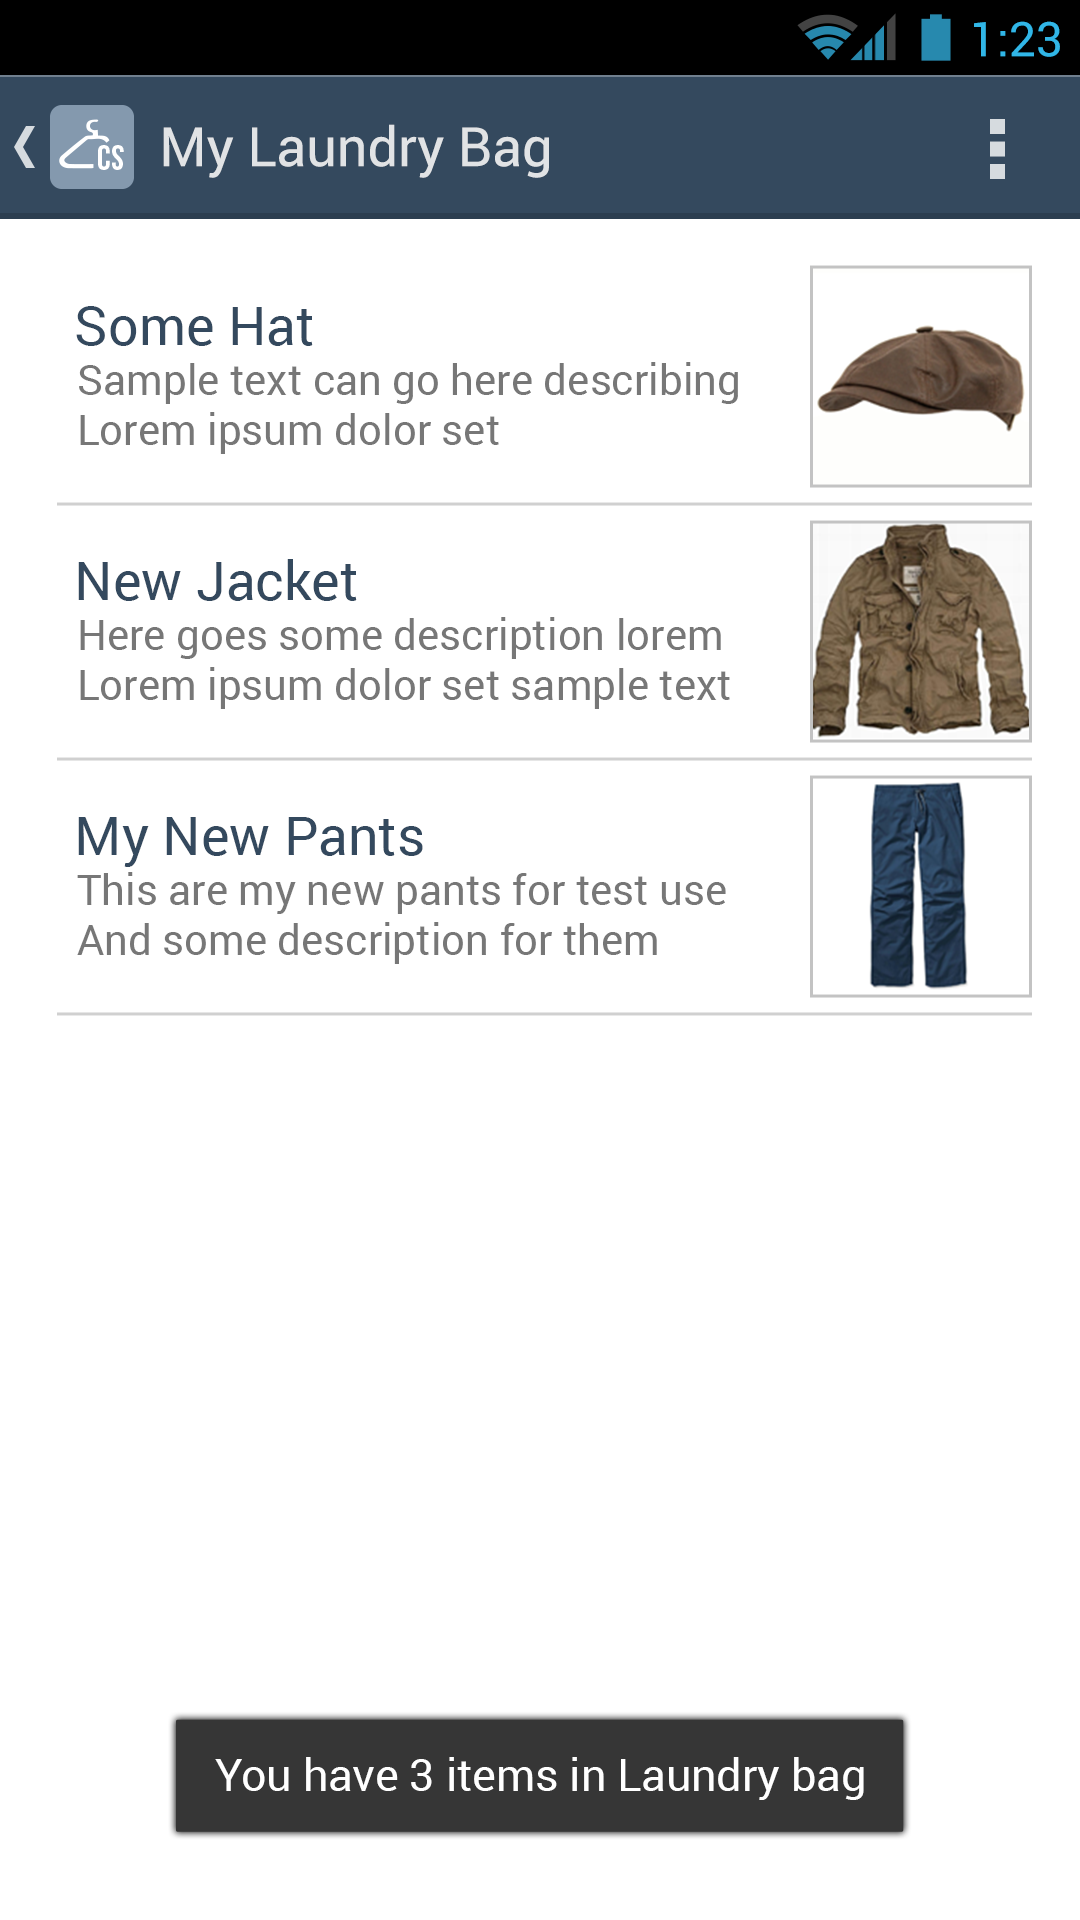 1:23
CS
My Laundry Bag
Some Hat
Sample text can go here describing
Lorem ipsum dolor set
New Jacket
Here goes some description lorem
Lorem ipsum dolor set sample text
My New Pants
This are my new pants for test use
And some description for them
You have 3 items in Laundry bag